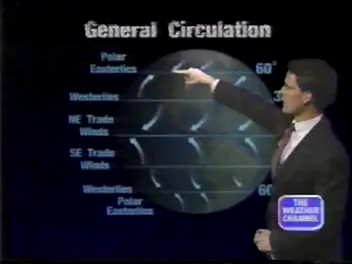 General Circulation
Polar
Easterlies
60°
Westerlies
3
NE Trade
Winds
SE Trade
Winds
Westerlies
60
Polar
Easterlies
THE
WEATHER
CHANNEL